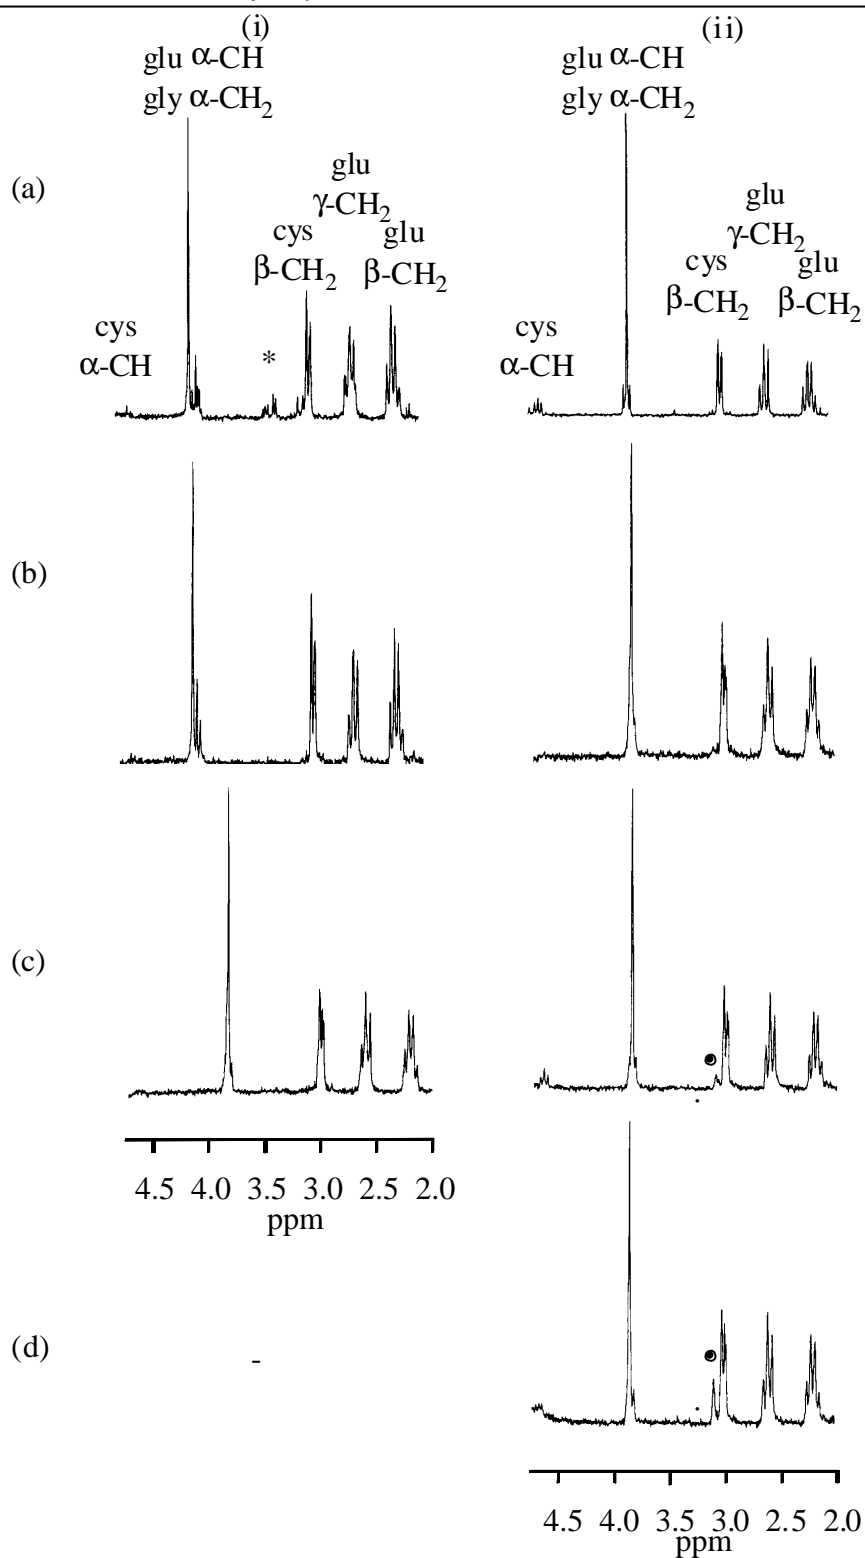 (i)
glu α-CH
gly α-CH2
(ii)
glu α-CH
gly α-CH2
(a)
glu
γ-CH2
cys
β-CH2
glu
β-CH2
cys
α-CH
*
glu
γ-CH2
cys
β-CH2
glu
β-CH2
cys
α-CH
(b)
(c)
4.5 4.0 3.5 3.0 2.5 2.0
ppm
(d)
-
4.5 4.0 3.5 3.0 2.5 2.0
ppm